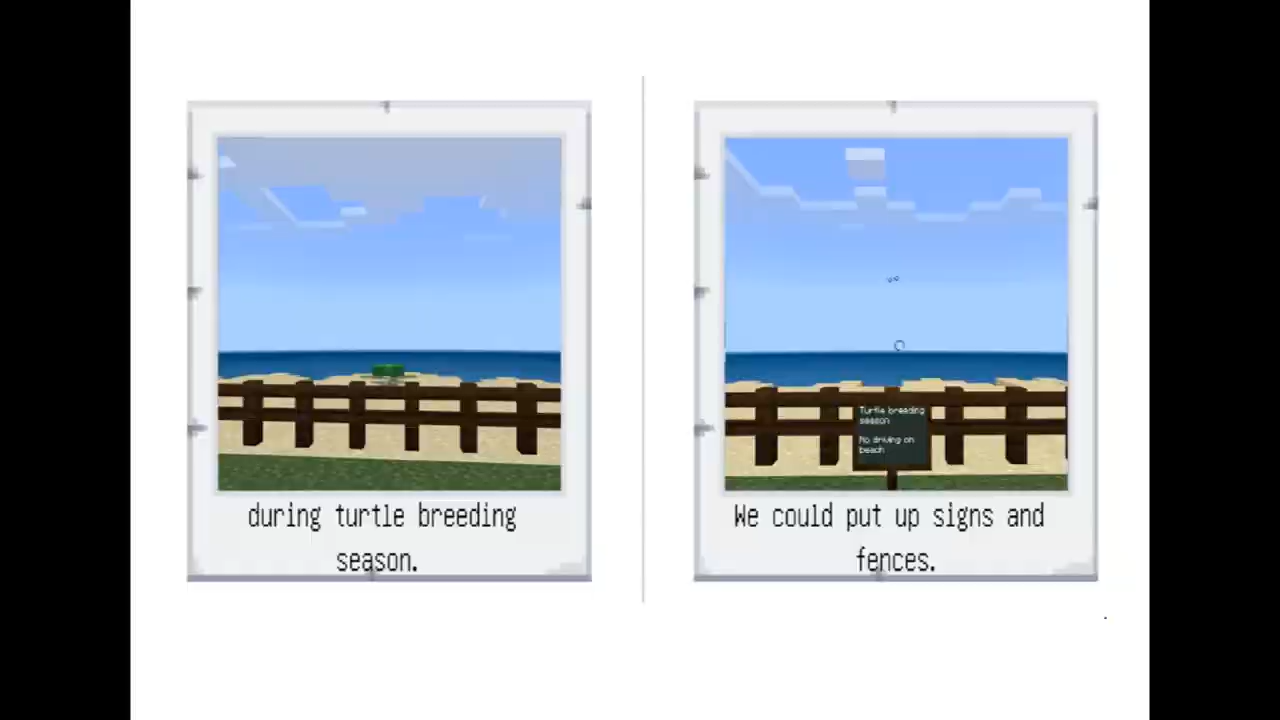 during turtle breeding
season.
Turtle breeding
season
No driving on
beach
We could put up signs and
fences.